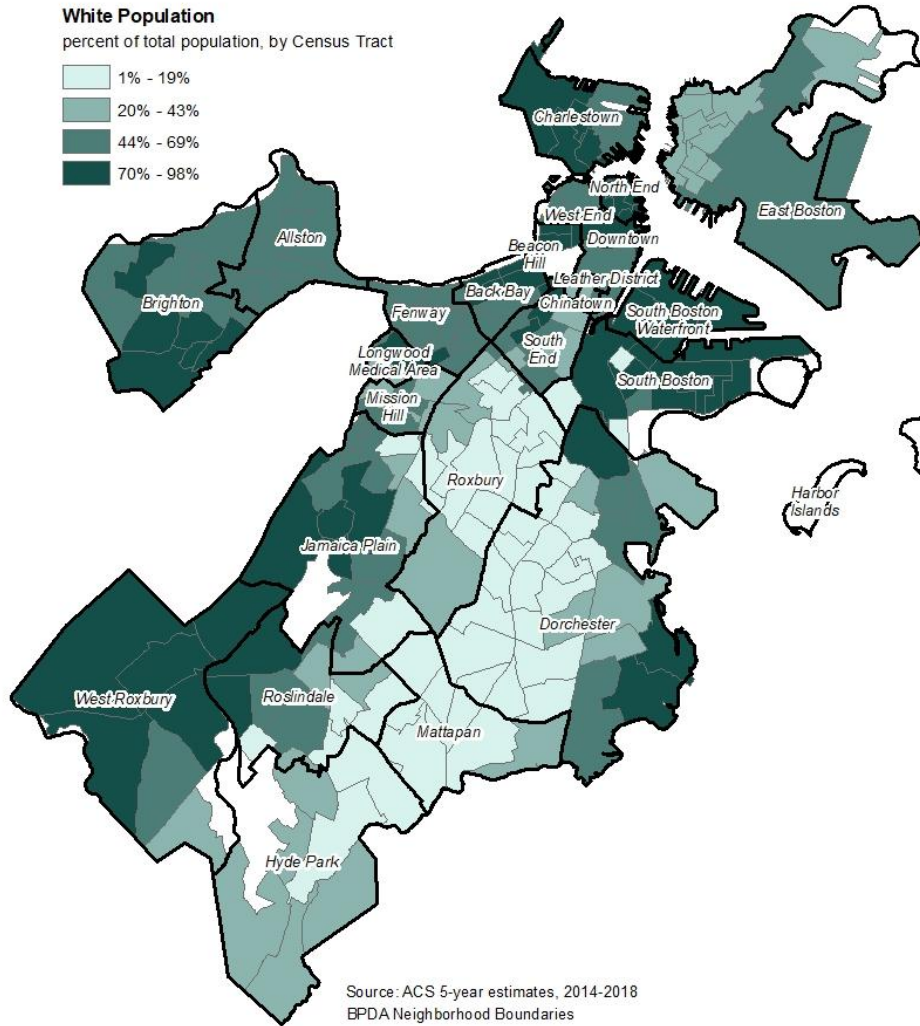 White Population
percent of total population, by Census Tract
1% - 19%
20% - 43%
44% - 69%
70% - 98%
Charlestown
North End
West End
East Boston
Allston
Downtown
Beacon
Hill
Brighton
Leather District
Back Bay
Chinatown
Fenway
South Boston
Waterfront
South
End
Longwood
Medical Area
South Boston
Mission
Hill
Roxbury
Harbor
Islands
Jamaica Plain
Dorchester
West Roxbury
Roslindale
Mattapan
Hyde Park
Source: ACS 5-year estimates, 2014-2018
BPDA Neighborhood Boundaries